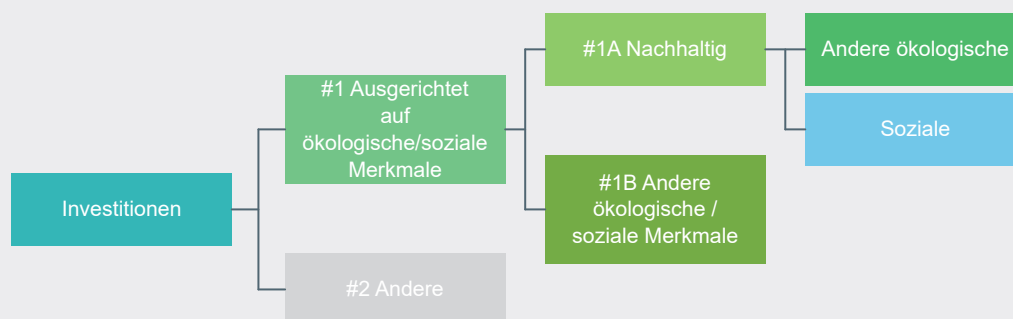 Investitionen
#1 Ausgerichtet
auf
ökologische/soziale
Merkmale
#2 Andere
#1A Nachhaltig
#1B Andere
ökologische /
soziale Merkmale
Andere ökologische
Soziale